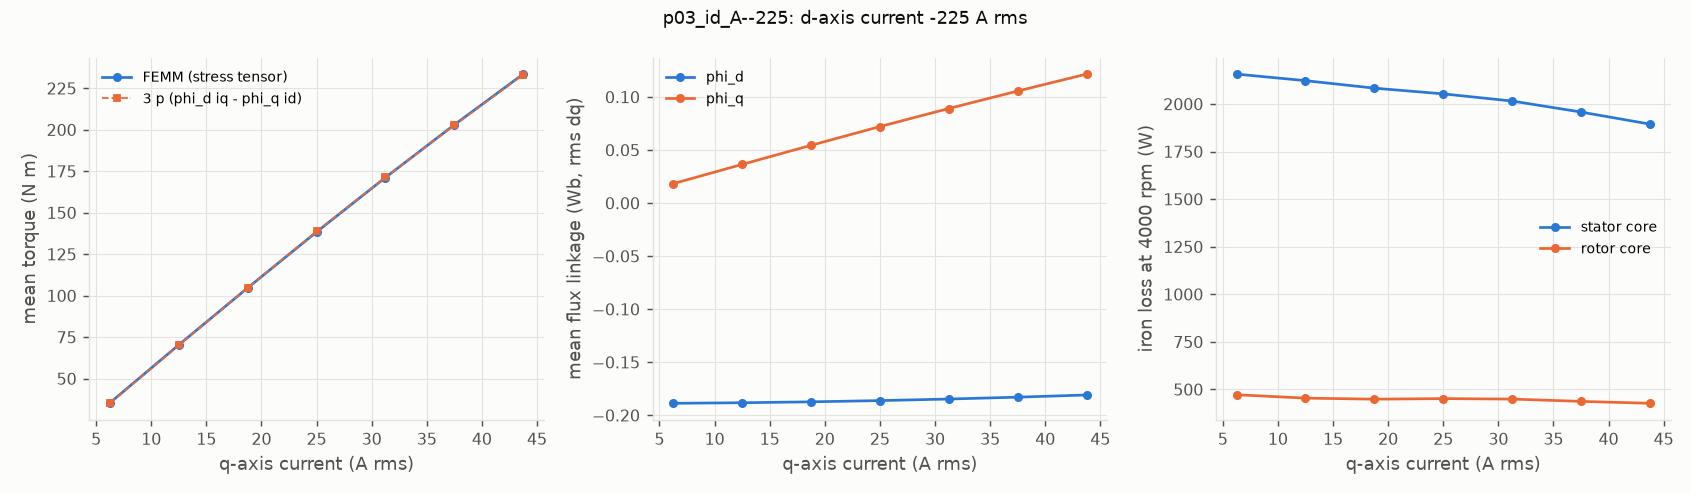 p03_id_A--225: d-axis current -225 A rms
mean torque (N m)
225
200
175
150
125
100
75
50
FEMM (stress tensor)
3 p (phi_d iq - phi_q id)
5 10 15 20 25 30 35 40 45
q-axis current (A rms)
mean flux linkage (Wb, rms dq)
0.10
0.05
0.00
−0.05
−0.10
−0.15
−0.20
phi_d
phi_q
5 10 15 20 25 30 35 40 45
q-axis current (A rms)
iron loss at 4000 rpm (W)
2000
1750
1500
1250
1000
750
500
stator core
rotor core
5 10 15 20 25 30 35 40 45
q-axis current (A rms)